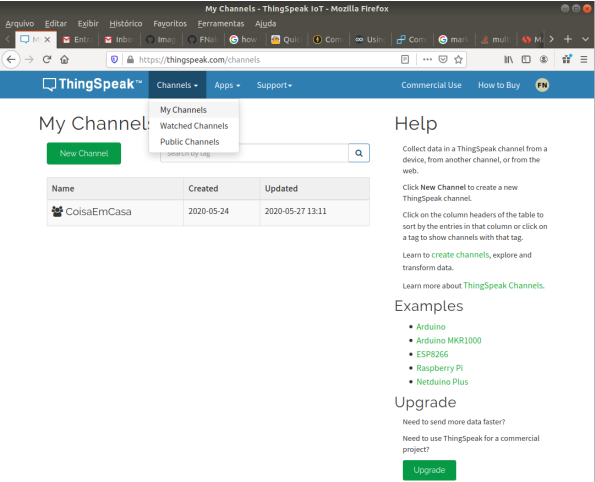 My Channels - ThingSpeak IoT - Mozilla Firefox
Arquivo Editar Exibir Histórico Favoritos Ferramentas Ajuda
My Entra Inbo Imag FNal how Quic Com Using Com mark mult Ma
https://thingspeak.com/channels
ThingSpeak™ Channels Apps Support Commercial Use How to Buy FN
My Channels
Watched Channels
Public Channels
My Channel
New Channel
Search by tag
Name Created Updated
CoisaEmCasa 2020-05-24 2020-05-27 13:11
Help
Collect data in a ThingSpeak channel from a
device, from another channel, or from the
web.
Click New Channel to create a new
ThingSpeak channel.
Click on the column headers of the table to
sort by the entries in that column or click on
a tag to show channels with that tag.
Learn to create channels, explore and
transform data.
Learn more about ThingSpeak Channels.
Examples
Arduino
Arduino MKR1000
ESP8266
Raspberry Pi
Netduino Plus
Upgrade
Need to send more data faster?
Need to use ThingSpeak for a commercial
project?
Upgrade